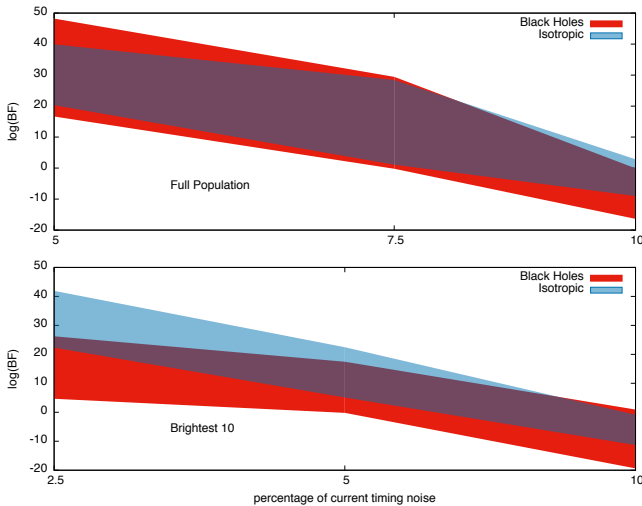 50
40
30
20
10
0
-10
-20
log(BF)
Black Holes
Isotropic
Full Population
5
7.5
10
50
40
30
20
10
0
-10
-20
log(BF)
Black Holes
Isotropic
Brightest 10
2.5
5
10
percentage of current timing noise